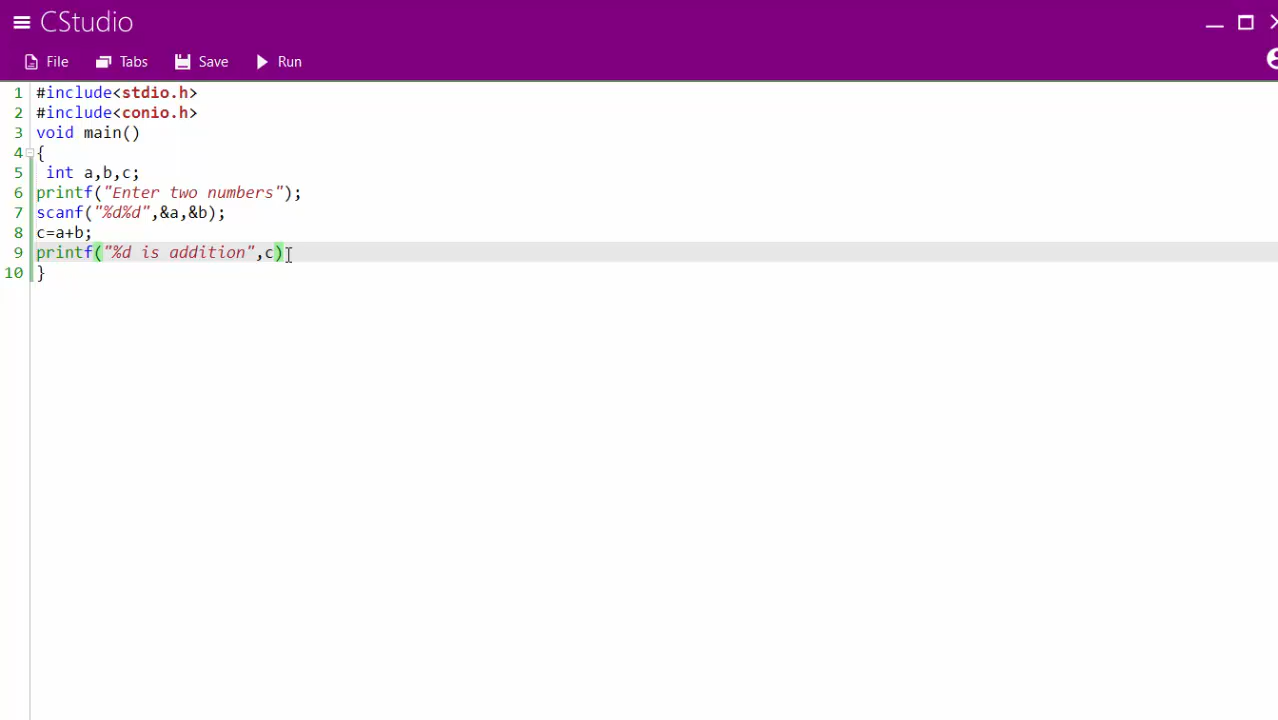 CStudio
File Tabs Save Run
1 #include<stdio.h>
2 #include<conio.h>
3 void main()
4 {
5  int a,b,c;
6 printf("Enter two numbers");
7 scanf("%d%d",&a,&b);
8 c=a+b;
9 printf("%d is addition",c)
10 }